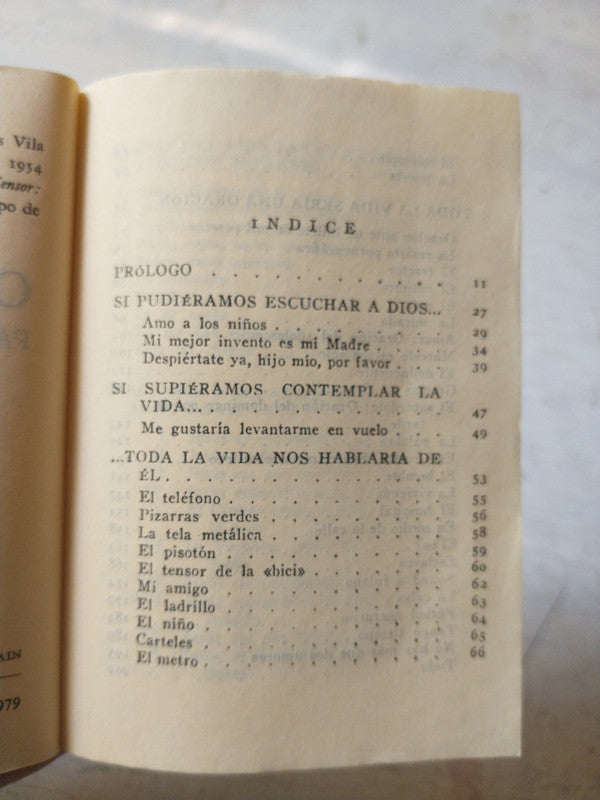 s Vila
1954
ensor:
po de
AIN
979
INDICE
PRÓLOGO . . . . . . . . . . 11
SI PUDIÉRAMOS ESCUCHAR A DIOS... 27
Amo a los niños . . . . . . . 29
Mi mejor invento es mi Madre . . . . 34
Despiértate ya, hijo mío, por favor . . . 39
SI SUPIÉRAMOS CONTEMPLAR LA
VIDA... . . . . . . . . . 47
Me gustaría levantarme en vuelo . . . . 49
...TODA LA VIDA NOS HABLARÍA DE
ÉL . . . . . . . . . . . 53
El teléfono . . . . . . . . . 55
Pizarras verdes . . . . . . . . 56
La tela metálica . . . . . . . . 58
El pisotón . . . . . . . . . 59
El tensor de la «bici» . . . . . . 60
Mi amigo . . . . . . . . . 62
El ladrillo . . . . . . . . . 63
El niño . . . . . . . . . . 64
Carteles . . . . . . . . . . 65
El metro . . . . . . . . . . 66